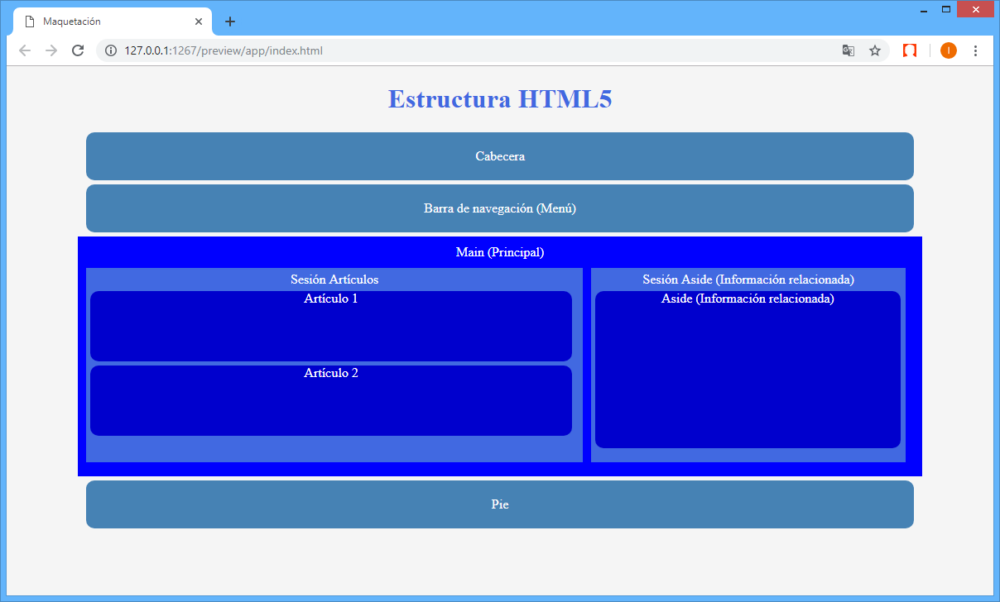 Maquetación
127.0.0.1:1267/preview/app/index.html
I
Estructura HTML5
Cabecera
Barra de navegación (Menú)
Main (Principal)
Sesión Artículos
Artículo 1
Artículo 2
Sesión Aside (Información relacionada)
Aside (Información relacionada)
Pie